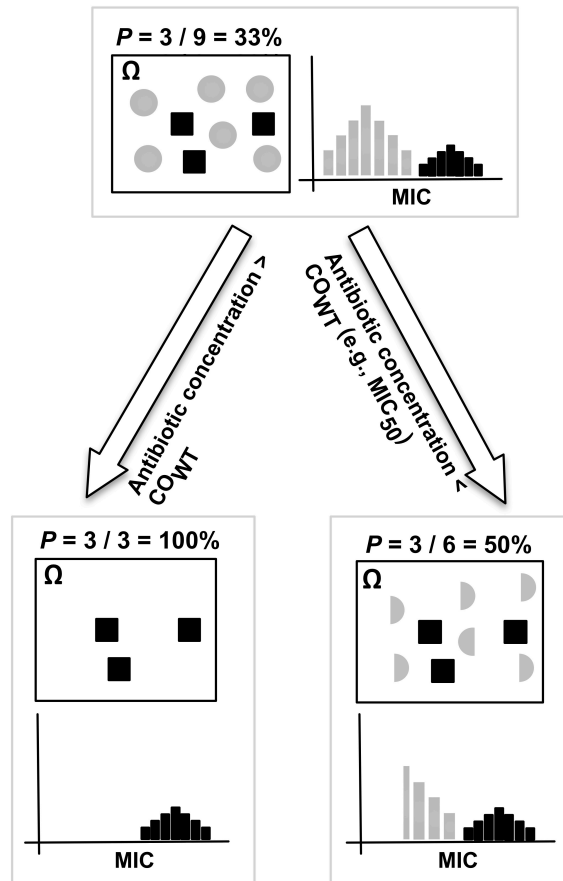 P = 3 / 9 = 33%
Ω
MIC
Antibiotic concentration >
COWT
Antibiotic concentration <
COWT (e.g., MIC50)
P = 3 / 3 = 100%
Ω
MIC
P = 3 / 6 = 50%
Ω
MIC